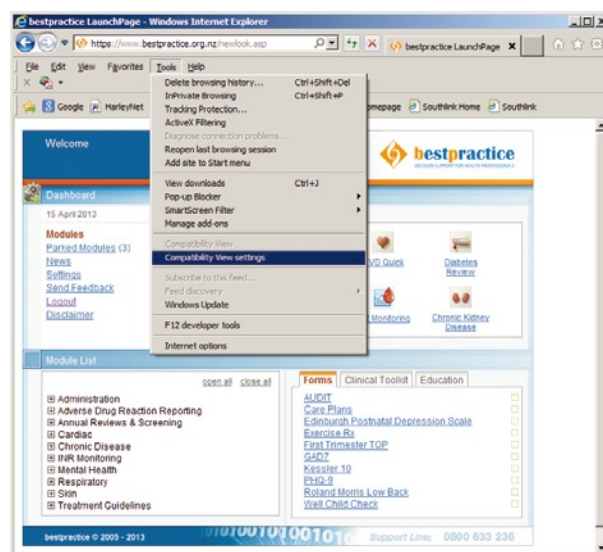 bestpractice LaunchPage - Windows Internet Explorer
https://www.bestpractice.org.nz/newlook.asp
bestpractice LaunchPage
File Edit View Favorites Tools Help
Google HarleyNet
omepage Southlink Home Southlink
Delete browsing history... Ctrl+Shift+Del
InPrivate Browsing Ctrl+Shift+P
Tracking Protection...
ActiveX Filtering
Diagnose connection problems...
Reopen last browsing session
Add site to Start menu
View downloads Ctrl+J
Pop-up Blocker
SmartScreen Filter
Manage add-ons
Compatibility View
Compatibility View settings
Subscribe to this feed...
Feed discovery
Windows Update
F12 developer tools
Internet options
Welcome
bestpractice
DECISION SUPPORT FOR HEALTH PROFESSIONALS
Dashboard
15 April 2013
Modules
Parked Modules (3)
News
Settings
Send Feedback
Logout
Disclaimer
VD Quick
Diabetes
Review
Monitoring
Chronic Kidney
Disease
Module List
open all close all
Administration
Adverse Drug Reaction Reporting
Annual Reviews & Screening
Cardiac
Chronic Disease
INR Monitoring
Mental Health
Respiratory
Skin
Treatment Guidelines
Forms Clinical Toolkit Education
AUDIT
Care Plans
Edinburgh Postnatal Depression Scale
Exercise Rx
First Trimester TOP
GAD7
Kessler 10
PHQ-9
Roland Morris Low Back
Well Child Check
bestpractice © 2005 - 2013
Support Line: 0800 633 236